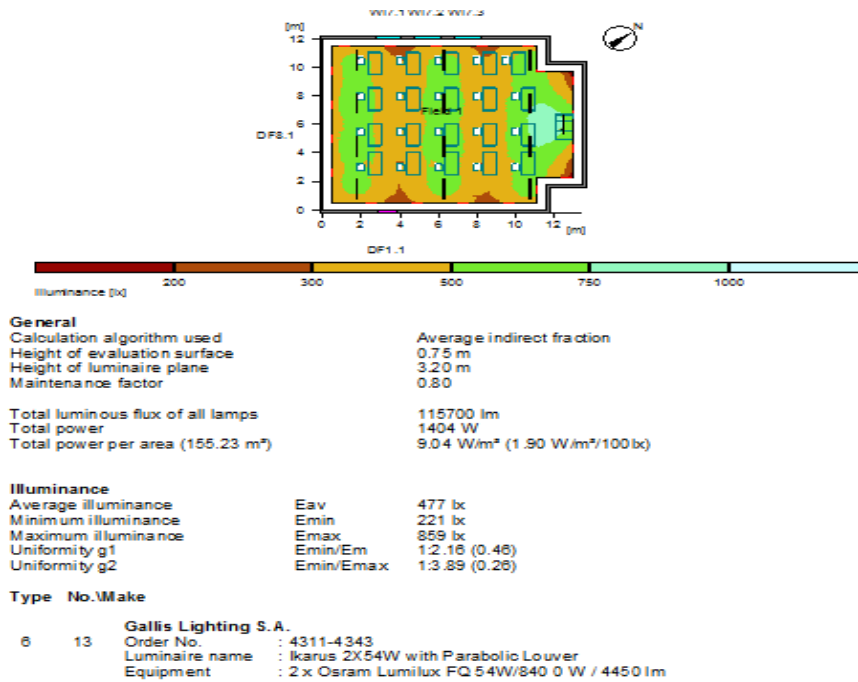 WI7.1 WI7.2 WI7.3
[m]
N
12
10
8
6
4
2
0
DF8.1
Field 1
0 2 4 6 8 10 12 [m]
DF1.1
200 300 500 750 1000
Illuminance [lx]
General
Calculation algorithm used Average indirect fraction
Height of evaluation surface 0.75 m
Height of luminaire plane 3.20 m
Maintenance factor 0.80
Total luminous flux of all lamps 115700 lm
Total power 1404 W
Total power per area (155.23 m²) 9.04 W/m² (1.90 W/m²/100lx)
Illuminance
Average illuminance Eav 477 lx
Minimum illuminance Emin 221 lx
Maximum illuminance Emax 859 lx
Uniformity g1 Emin/Em 1:2.16 (0.46)
Uniformity g2 Emin/Emax 1:3.89 (0.26)
Type No.\Make
Gallis Lighting S.A.
6 13 Order No. : 4311-4343
Luminaire name : Ikarus 2X54W with Parabolic Louver
Equipment : 2 x Osram Lumilux FQ 54W/840 0 W / 4450 lm